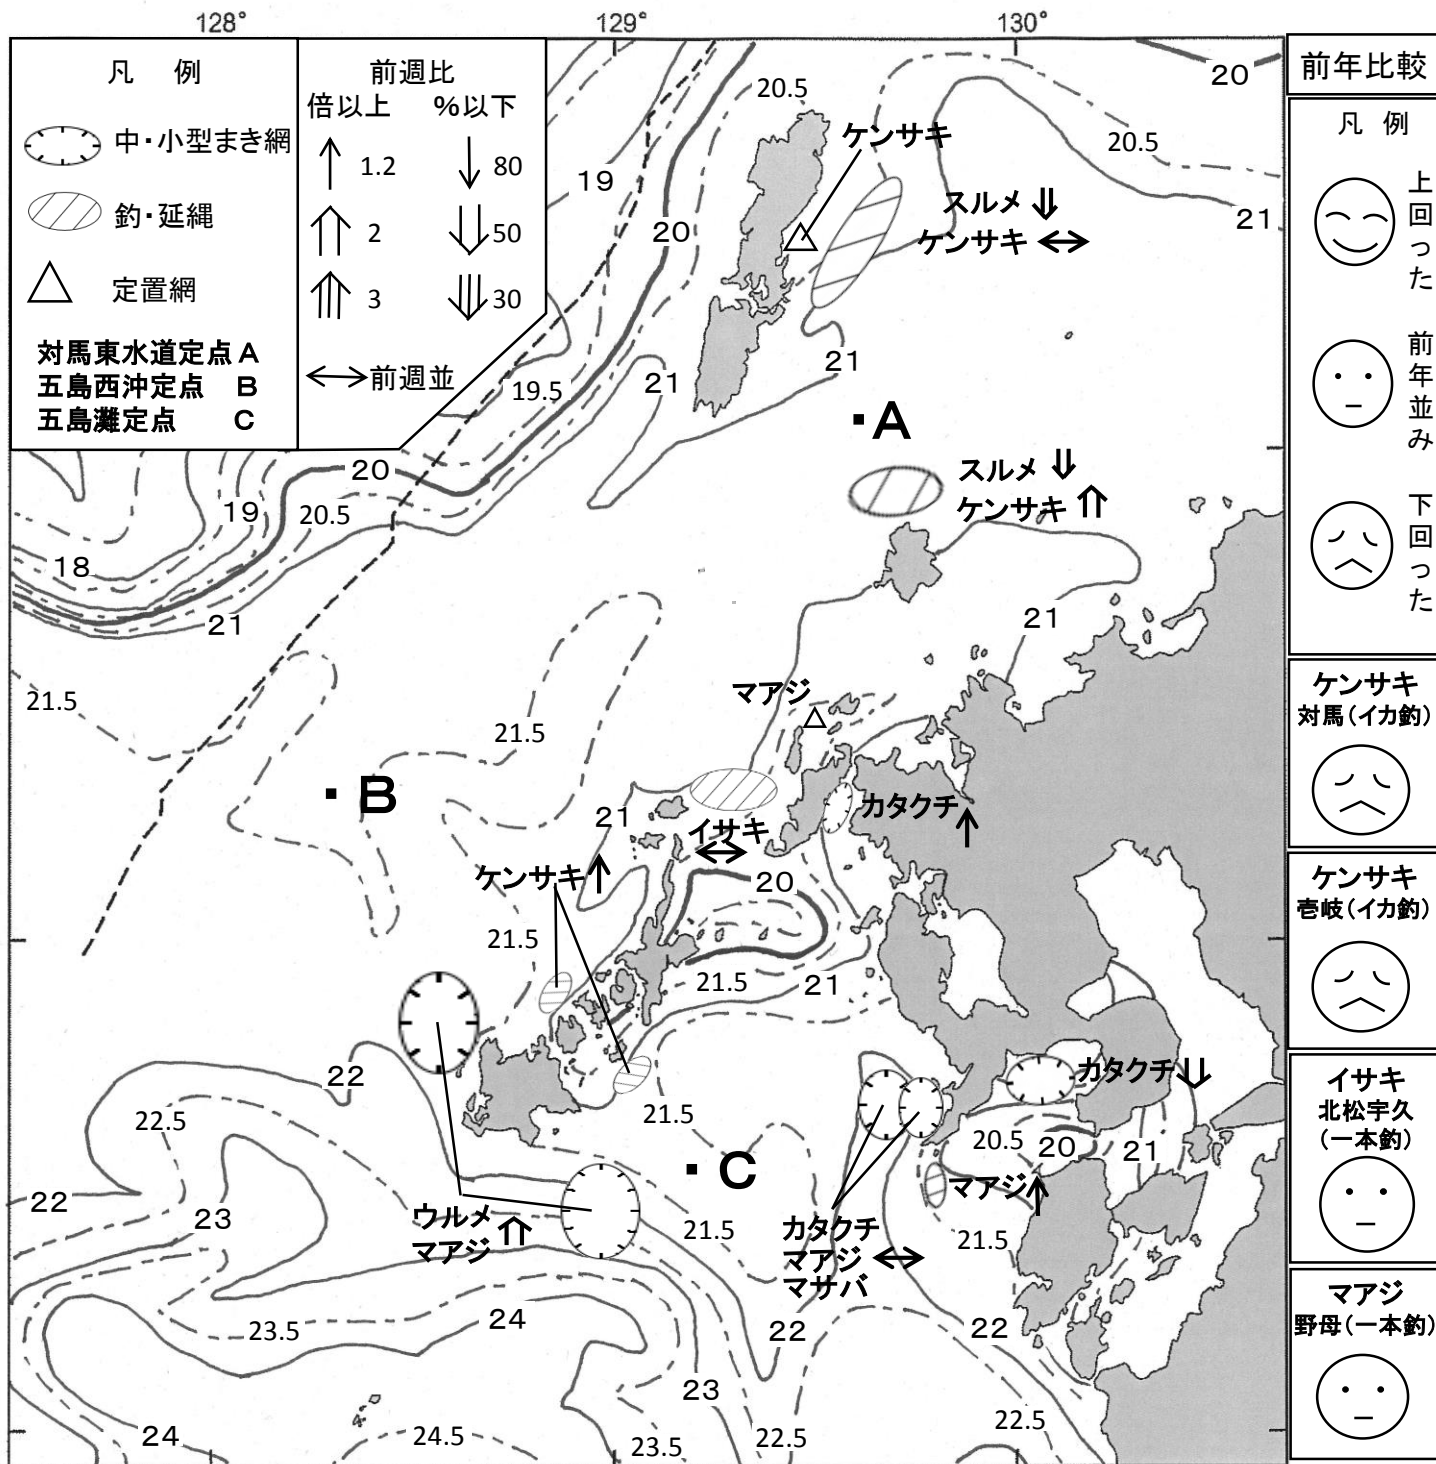 128°
129°
130°
凡 例
中・小型まき網
釣・延縄
定置網
対馬東水道定点 A
五島西沖定点 B
五島灘定点 C
前週比
倍以上 %以下
1.2 80
2 50
3 30
前週並
前年比較
凡 例
上回った
前年並み
下回った
ケンサキ
対馬(イカ釣)
ケンサキ
壱岐(イカ釣)
イサキ
北松宇久
(一本釣)
マアジ
野母(一本釣)
20
20.5
20.5
ケンサキ
19
21
スルメ
ケンサキ
20
21
21
19.5
A
20
スルメ
ケンサキ
19
20.5
18
21
21
21.5
マアジ
21.5
B
21
カタクチ
イサキ
ケンサキ
20
21.5
21.5
21
22
カタクチ
22.5
21.5
20.5
20
21
C
マアジ
22
23
ウルメ
マアジ
21.5
カタクチ
マアジ
マサバ
21.5
23.5
24
22
22
23
24
24.5
23.5
22.5
22.5